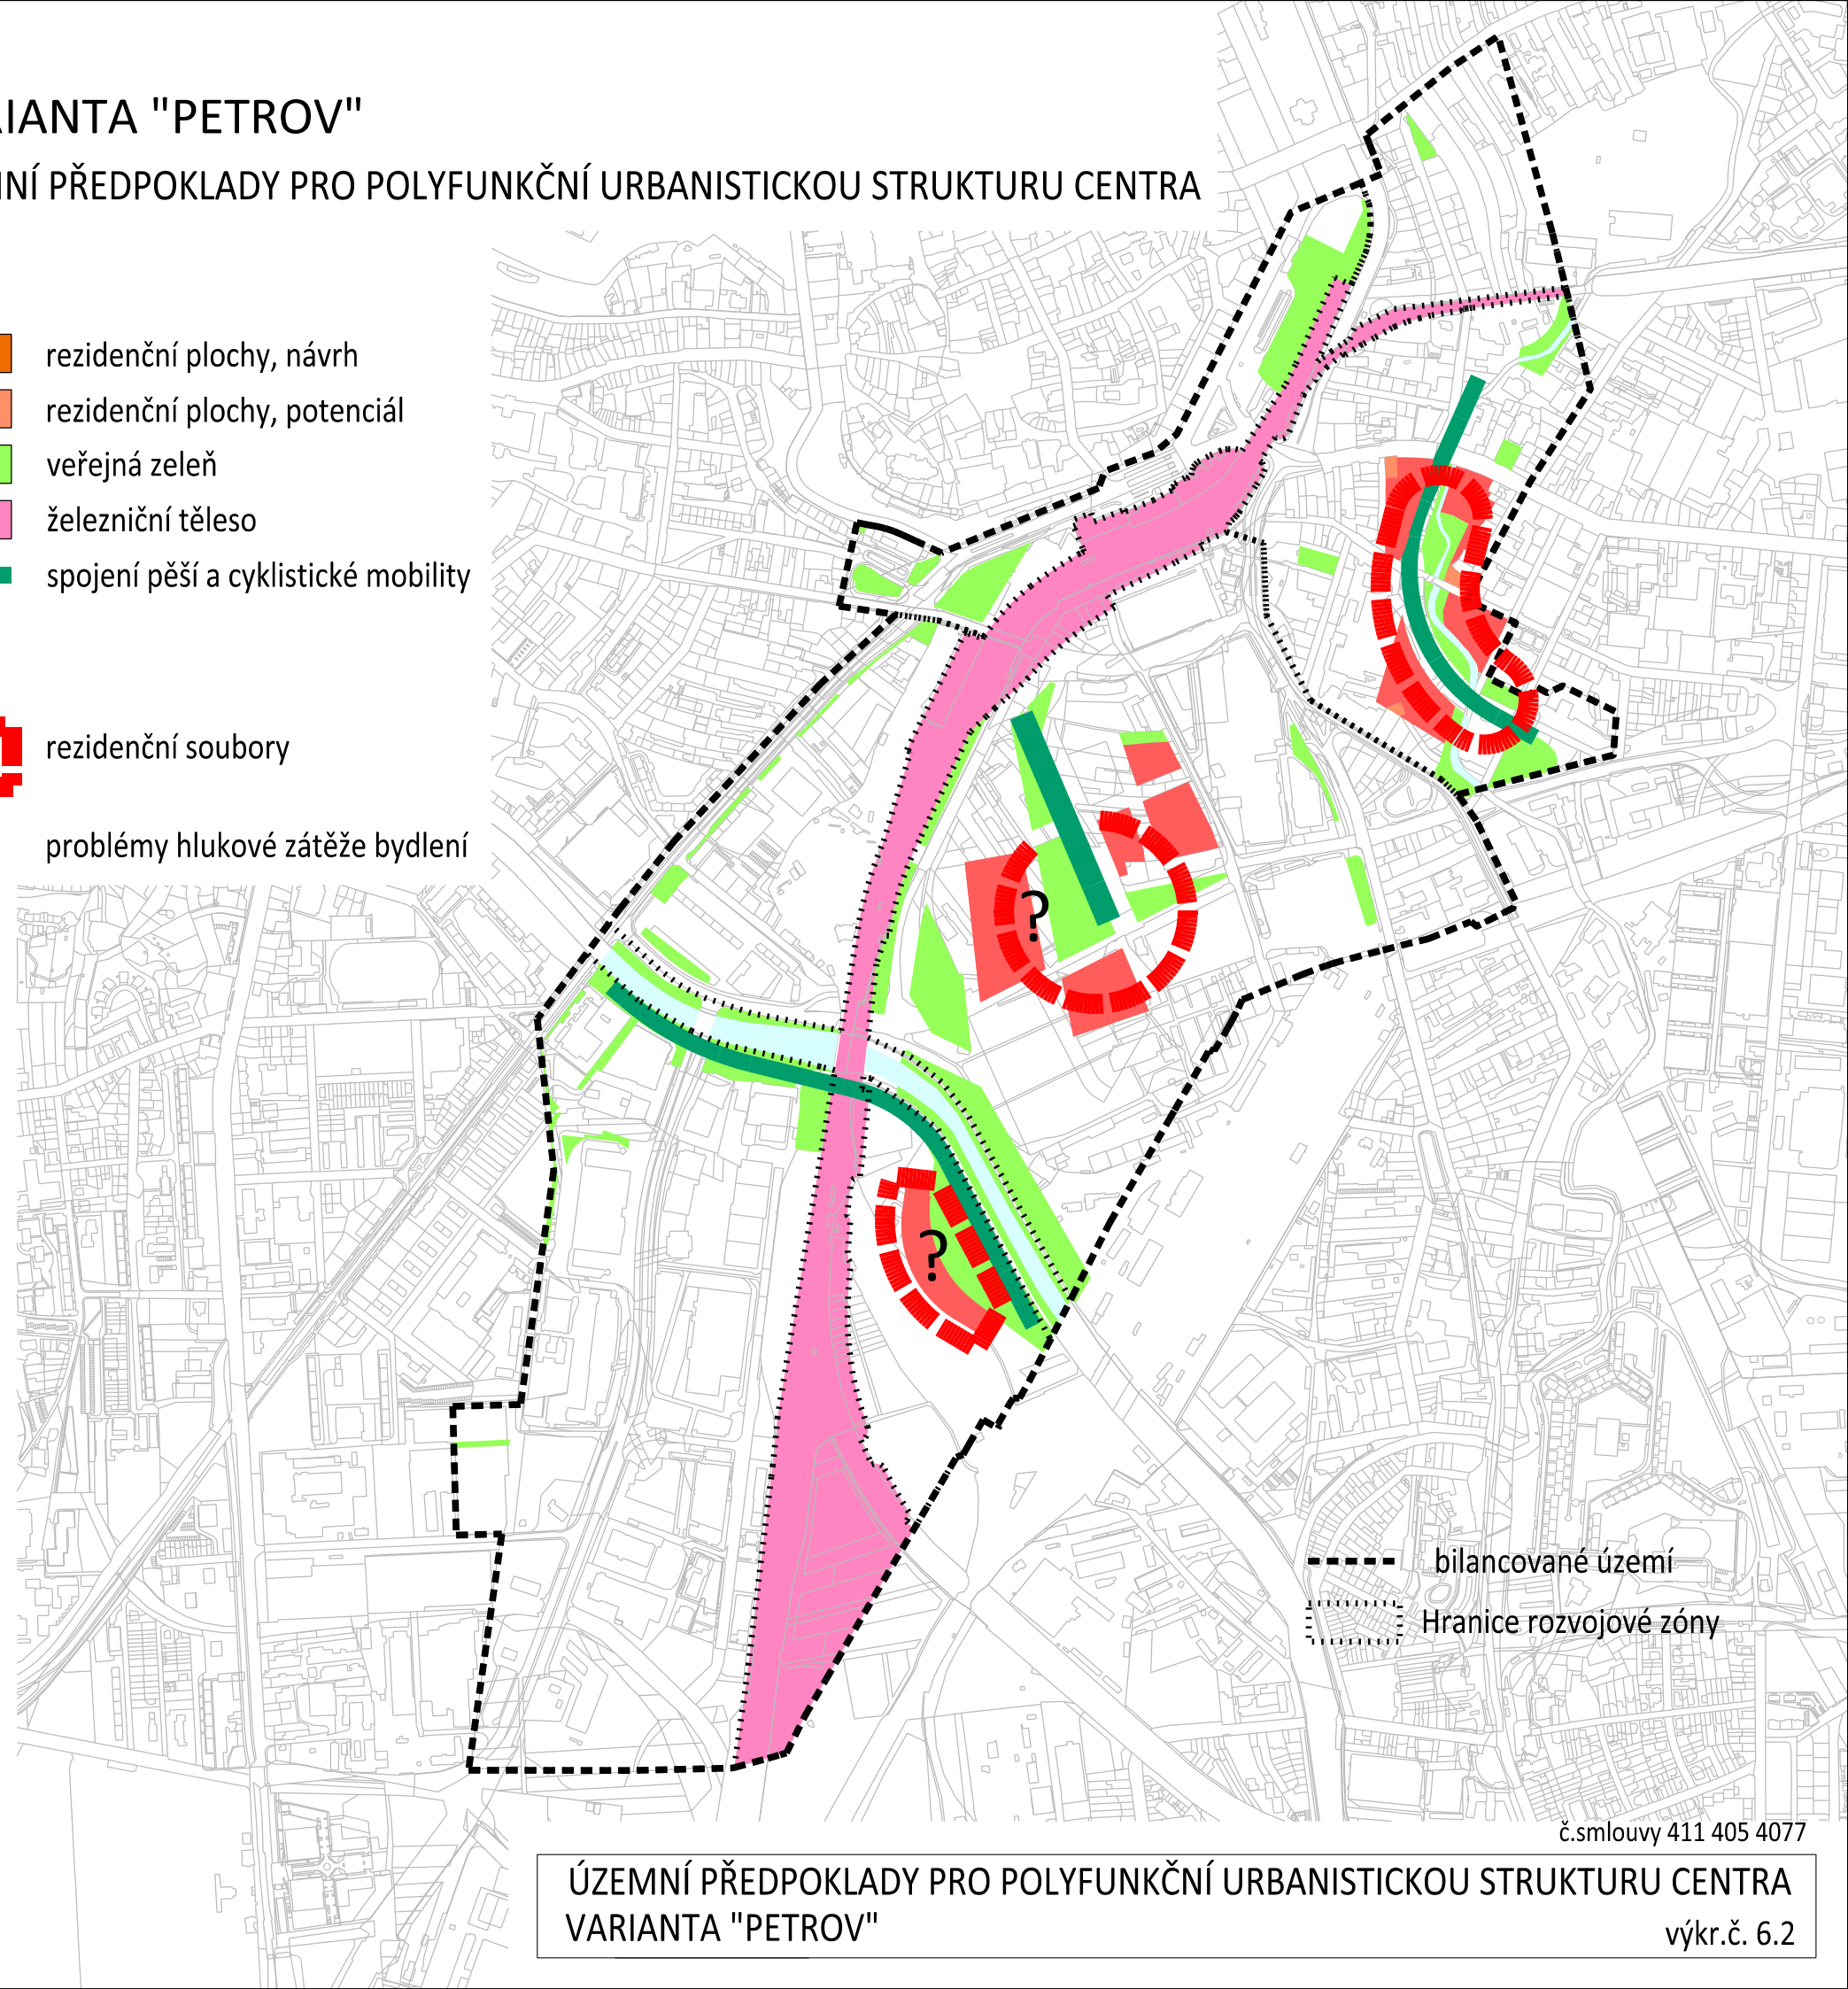 RIANTA "PETROV"
NÍ PŘEDPOKLADY PRO POLYFUNKČNÍ URBANISTICKOU STRUKTURU CENTRA
rezidenční plochy, návrh
rezidenční plochy, potenciál
veřejná zeleň
železniční těleso
spojení pěší a cyklistické mobility
rezidenční soubory
problémy hlukové zátěže bydlení
?
?
bilancované území
Hranice rozvojové zóny
č.smlouvy 411 405 4077
ÚZEMNÍ PŘEDPOKLADY PRO POLYFUNKČNÍ URBANISTICKOU STRUKTURU CENTRA
VARIANTA "PETROV"
výkr.č. 6.2